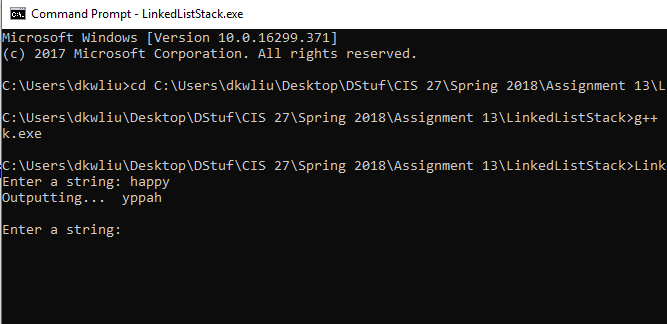 Command Prompt - LinkedListStack.exe
Microsoft Windows [Version 10.0.16299.371]
(c) 2017 Microsoft Corporation. All rights reserved.
C:\Users\dkwliu>cd C:\Users\dkwliu\Desktop\DStuf\CIS 27\Spring 2018\Assignment 13\L
C:\Users\dkwliu\Desktop\DStuf\CIS 27\Spring 2018\Assignment 13\LinkedListStack>g++
k.exe
C:\Users\dkwliu\Desktop\DStuf\CIS 27\Spring 2018\Assignment 13\LinkedListStack>Link
Enter a string: happy
Outputting...  yppah
Enter a string: